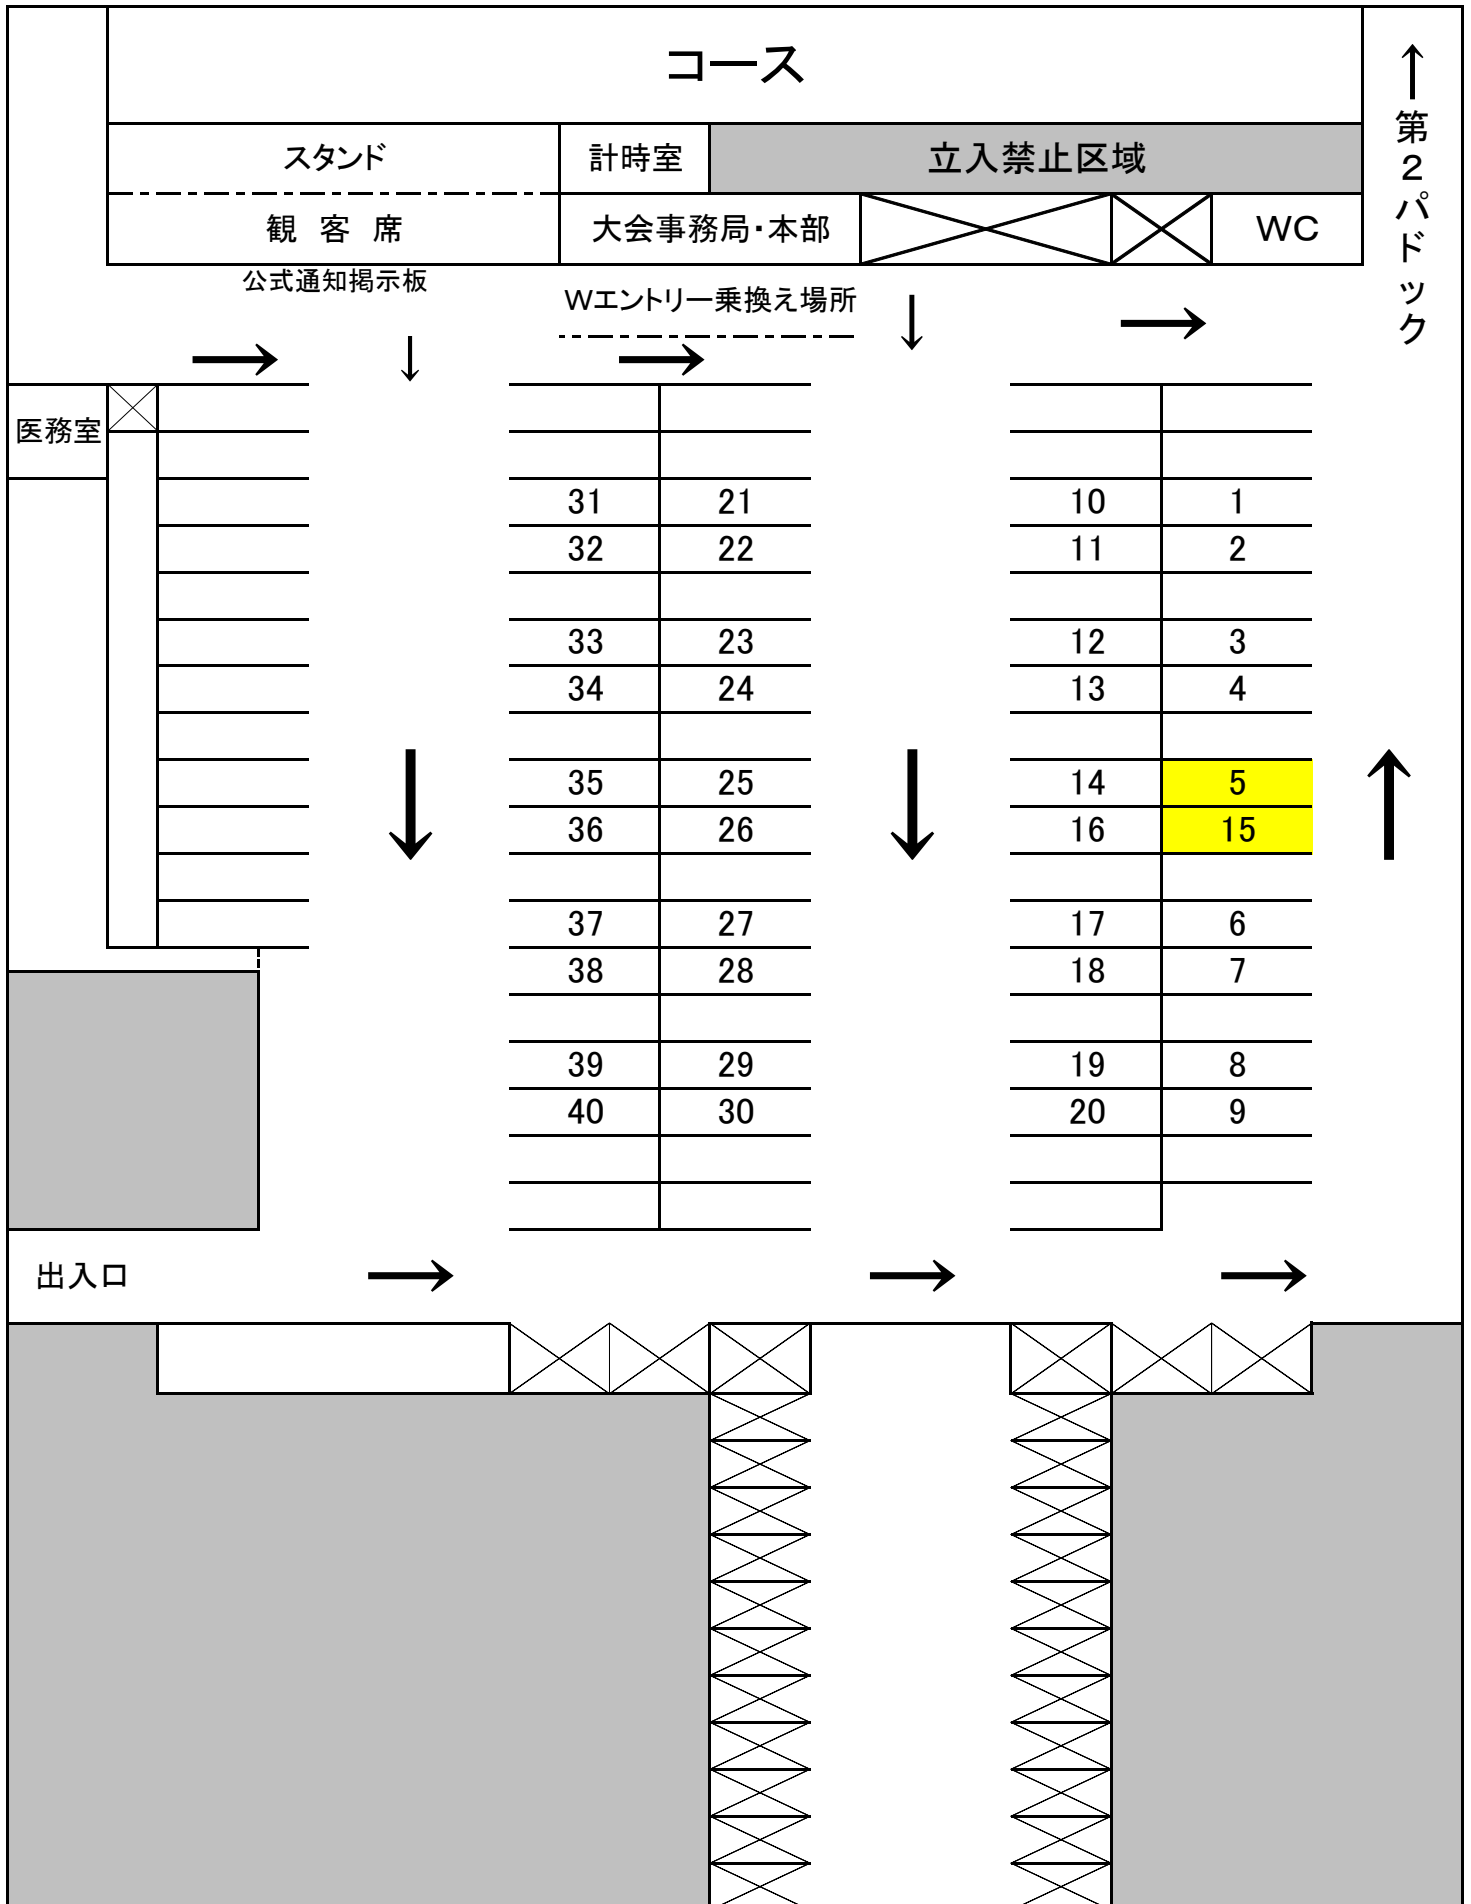 コース
スタンド 計時室 立入禁止区域
観 客 席 大会事務局・本部 WC
↑第2パドック
公式通知掲示板
Wエントリー乗換え場所
医務室
31 21 10 1
32 22 11 2
33 23 12 3
34 24 13 4
35 25 14 5
36 26 16 15
37 27 17 6
38 28 18 7
39 29 19 8
40 30 20 9
出入口